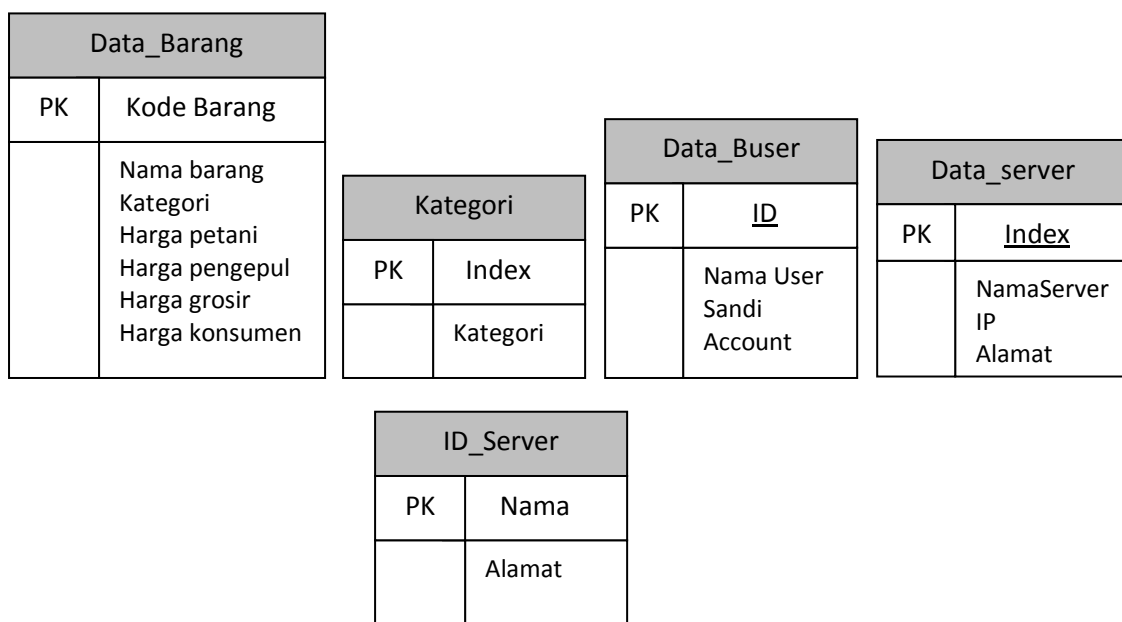 Data_Barang
PK Kode Barang
Nama barang
Kategori
Harga petani
Harga pengepul
Harga grosir
Harga konsumen
Kategori
PK Index
Kategori
Data_Buser
PK ID
Nama User
Sandi
Account
Data_server
PK Index
NamaServer
IP
Alamat
ID_Server
PK Nama
Alamat